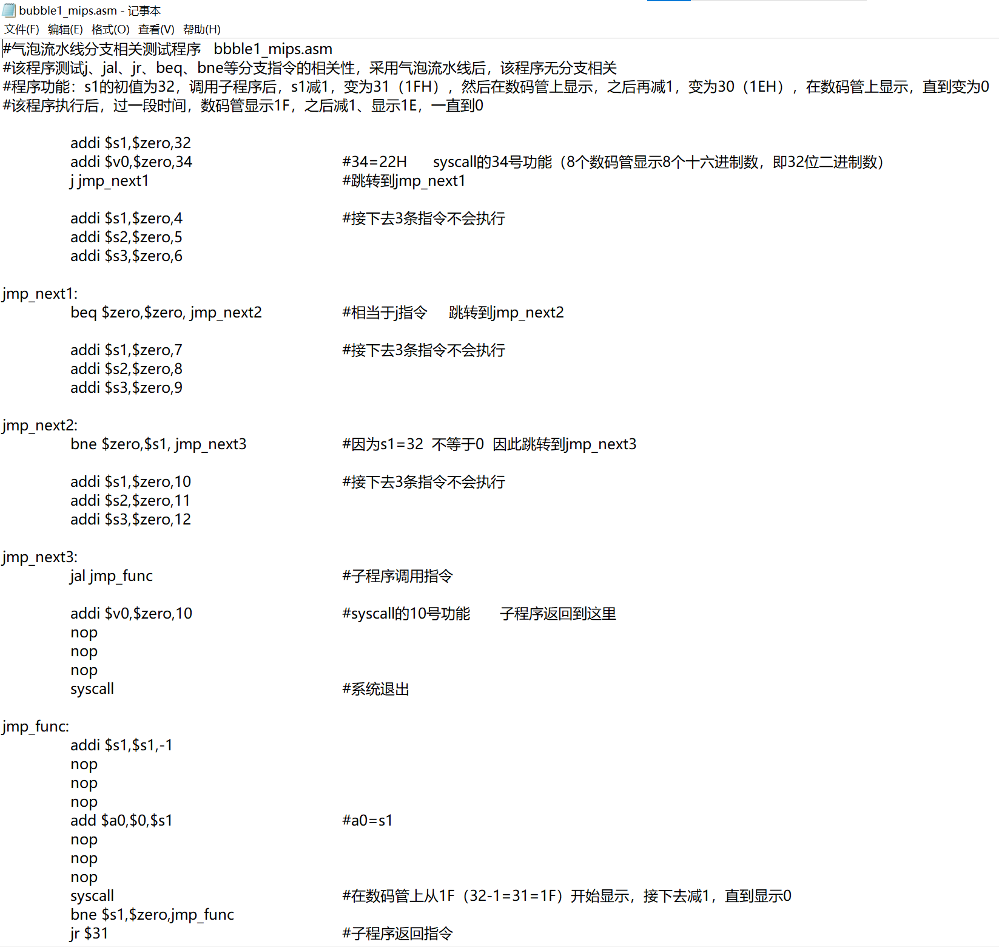 bubble1_mips.asm - 记事本
文件(F) 编辑(E) 格式(O) 查看(V) 帮助(H)
#气泡流水线分支相关测试程序 bbble1_mips.asm
#该程序测试j、jal、jr、beq、bne等分支指令的相关性，采用气泡流水线后，该程序无分支相关
#程序功能：s1的初值为32，调用子程序后，s1减1，变为31（1FH），然后在数码管上显示，之后再减1，变为30（1EH），在数码管上显示，直到变为0
#该程序执行后，过一段时间，数码管显示1F，之后减1、显示1E，一直到0
addi $s1,$zero,32
addi $v0,$zero,34 #34=22H syscall的34号功能（8个数码管显示8个十六进制数，即32位二进制数）
j jmp_next1 #跳转到jmp_next1
addi $s1,$zero,4 #接下去3条指令不会执行
addi $s2,$zero,5
addi $s3,$zero,6
jmp_next1:
beq $zero,$zero, jmp_next2 #相当于j指令 跳转到jmp_next2
addi $s1,$zero,7 #接下去3条指令不会执行
addi $s2,$zero,8
addi $s3,$zero,9
jmp_next2:
bne $zero,$s1, jmp_next3 #因为s1=32 不等于0 因此跳转到jmp_next3
addi $s1,$zero,10 #接下去3条指令不会执行
addi $s2,$zero,11
addi $s3,$zero,12
jmp_next3:
jal jmp_func #子程序调用指令
addi $v0,$zero,10 #syscall的10号功能 子程序返回到这里
nop
nop
nop
syscall #系统退出
jmp_func:
addi $s1,$s1,-1
nop
nop
nop
add $a0,$0,$s1 #a0=s1
nop
nop
nop
syscall #在数码管上从1F（32-1=31=1F）开始显示，接下去减1，直到显示0
bne $s1,$zero,jmp_func
jr $31 #子程序返回指令